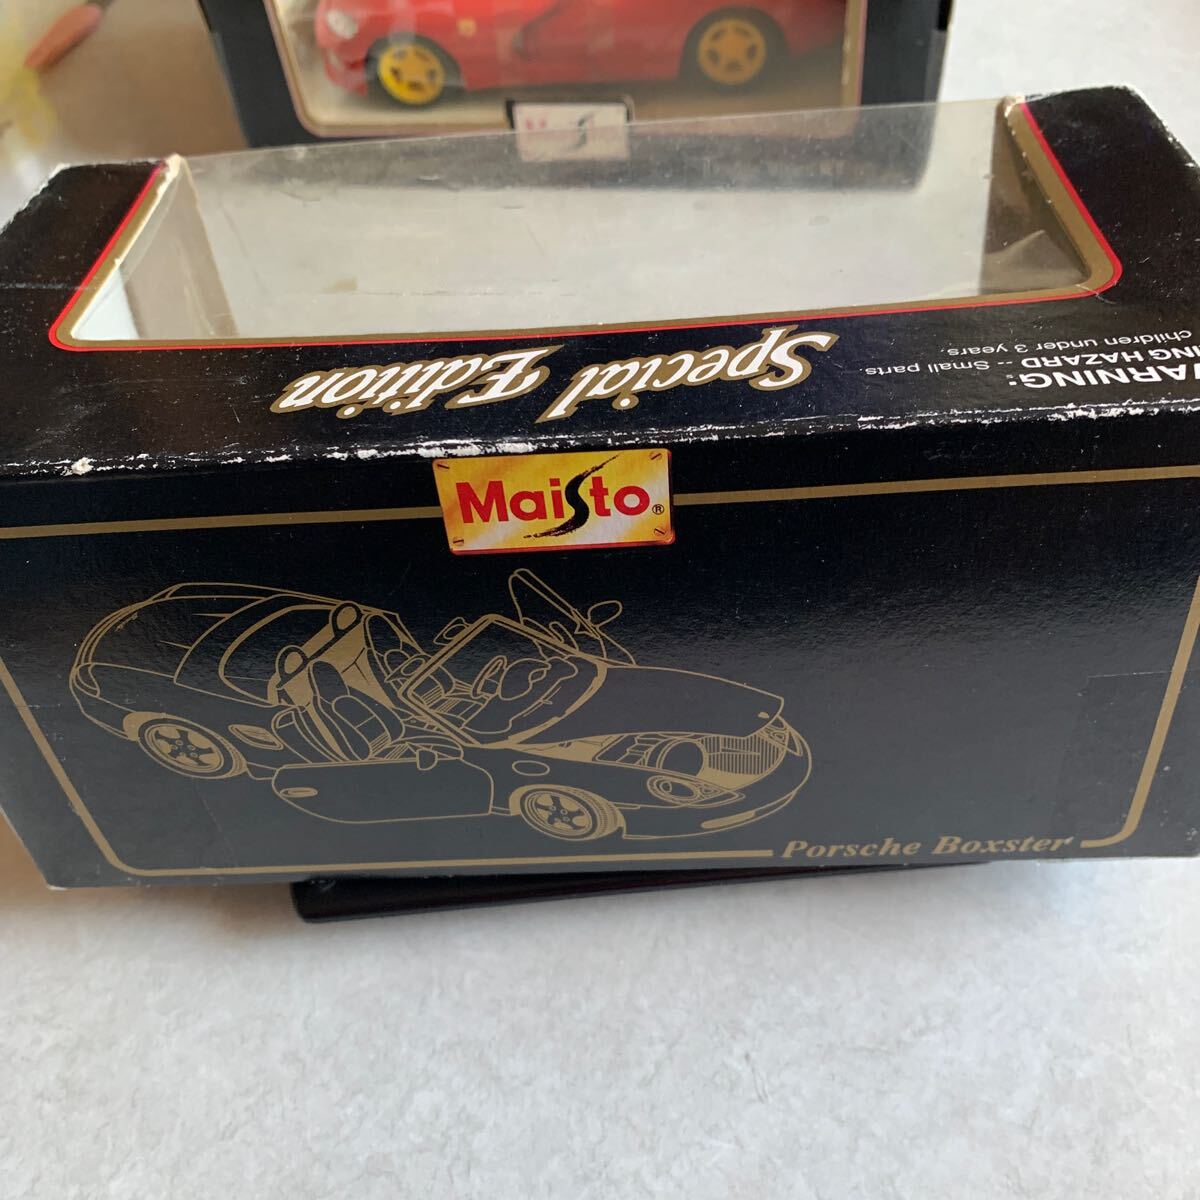 Special Edition
WARNING:
ING HAZARD -- Small parts.
children under 3 years.
Maisto®
Porsche Boxster